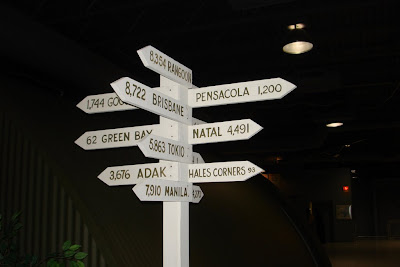 8,354 RANGOON
8,722 BRISBANE
PENSACOLA 1,200
1,744 GOO
62 GREEN BAY
NATAL 4,491
5,863 TOKIO
3,676 ADAK
HALES CORNERS 93
7,910 MANILA